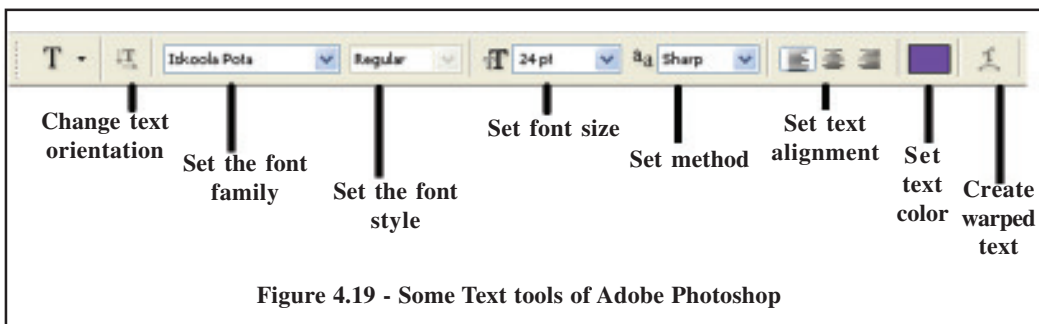 T
T
Iskoola Pota
Regular
T
24 pt
aa
Sharp
T
Change text
orientation
Set the font
family
Set the font
style
Set font size
Set method
Set text
alignment
Set
text
color
Create
warped
text
Figure 4.19 - Some Text tools of Adobe Photoshop